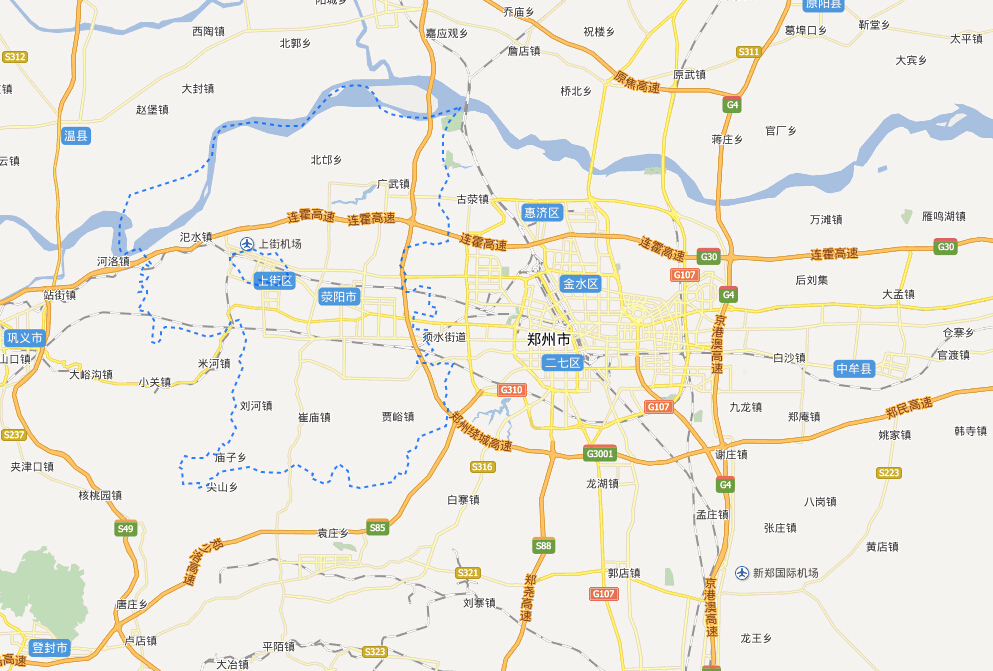 乔庙乡
原阳县
西陶镇
嘉应观乡
祝楼乡
葛埠口乡
靳堂乡
北郭乡
太平镇
詹店镇
S311
S312
大宾乡
原武镇
原焦高速
大封镇
桥北乡
G4
赵堡镇
官厂乡
温县
蒋庄乡
北邙乡
云镇
广武镇
古荥镇
惠济区
万滩镇
雁鸣湖镇
连霍高速
连霍高速
汜水镇
上街机场
连霍高速
连霍高速
G30
连霍高速
G30
河洛镇
G107
上街区
荥阳市
金水区
后刘集
站街镇
G4
大孟镇
巩义市
须水街道
郑州市
京港澳高速
仓寨乡
山口镇
米河镇
二七区
白沙镇
官渡镇
大峪沟镇
中牟县
小关镇
G310
刘河镇
G107
九龙镇
郑民高速
崔庙镇
贾峪镇
郑庵镇
郑州绕城高速
韩寺镇
S237
姚家镇
庙子乡
G3001
谢庄镇
夹津口镇
S316
S223
尖山乡
龙湖镇
G4
核桃园镇
白寨镇
八岗镇
孟庄镇
S49
袁庄乡
S85
张庄镇
郑少洛高速
S88
黄店镇
S321
郭店镇
新郑国际机场
郑尧高速
G107
京港澳高速
唐庄乡
刘寨镇
卢店镇
龙王乡
登封市
平陌镇
S323
高速
大冶镇